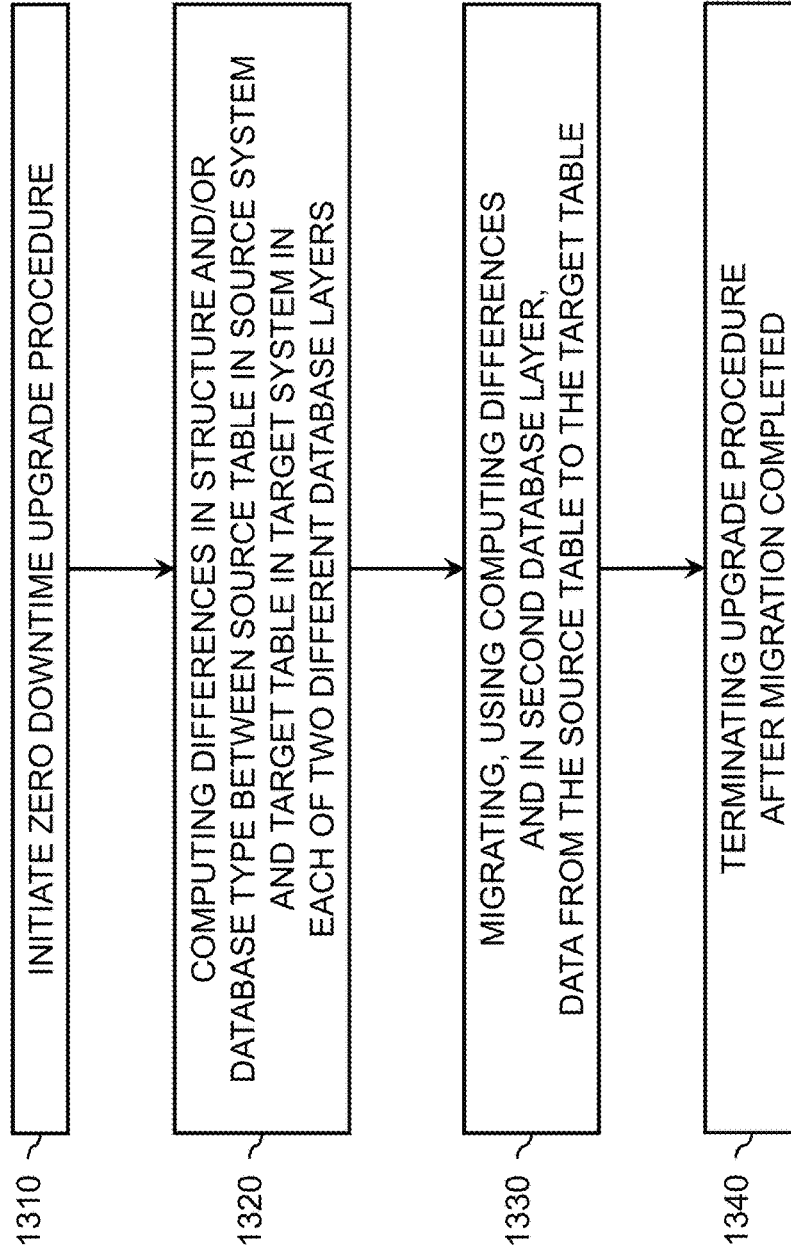 1310
INITIATE ZERO DOWNTIME UPGRADE PROCEDURE
1320
COMPUTING DIFFERENCES IN STRUCTURE AND/OR
DATABASE TYPE BETWEEN SOURCE TABLE IN SOURCE SYSTEM
AND TARGET TABLE IN TARGET SYSTEM IN
EACH OF TWO DIFFERENT DATABASE LAYERS
1330
MIGRATING, USING COMPUTING DIFFERENCES
AND IN SECOND DATABASE LAYER,
DATA FROM THE SOURCE TABLE TO THE TARGET TABLE
1340
TERMINATING UPGRADE PROCEDURE
AFTER MIGRATION COMPLETED